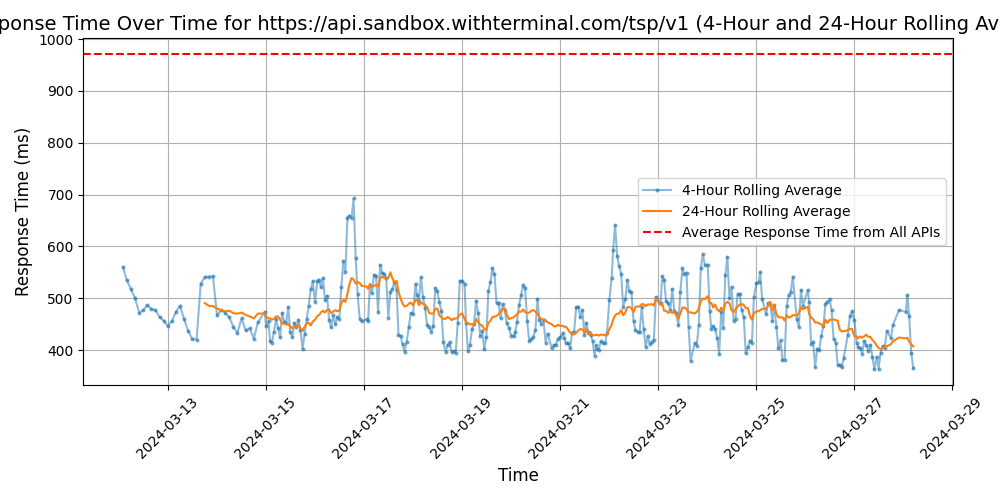 ponse Time Over Time for https://api.sandbox.withterminal.com/tsp/v1 (4-Hour and 24-Hour Rolling Av
Response Time (ms)
1000
900
800
700
600
500
400
4-Hour Rolling Average
24-Hour Rolling Average
Average Response Time from All APIs
2024-03-13
2024-03-15
2024-03-17
2024-03-19
2024-03-21
2024-03-23
2024-03-25
2024-03-27
2024-03-29
Time